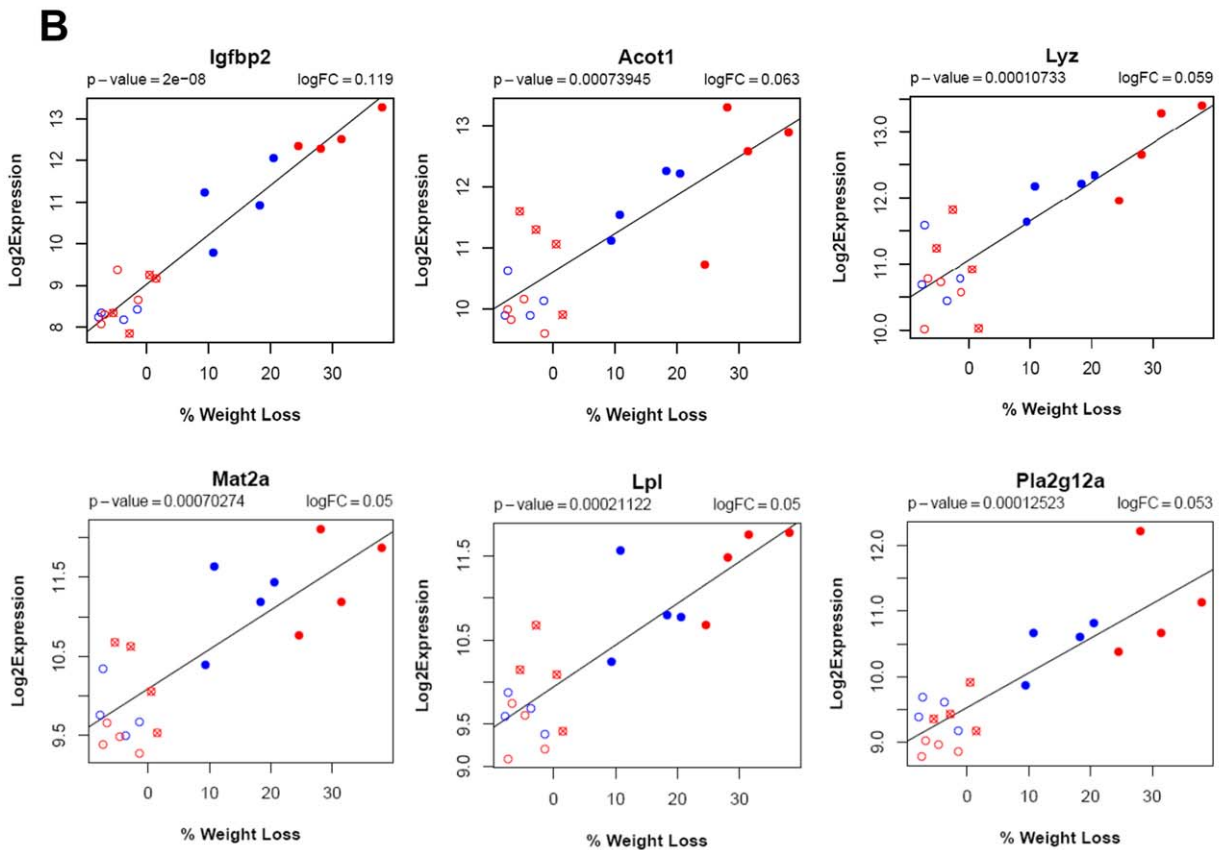 B
Igfbp2
p-value = 2e-08 logFC = 0.119
13
12
11
10
9
8
Log2Expression
0 10 20 30
% Weight Loss
Acot1
p-value = 0.00073945 logFC = 0.063
13
12
11
10
Log2Expression
0 10 20 30
% Weight Loss
Lyz
p-value = 0.00010733 logFC = 0.059
13.0
12.0
11.0
10.0
Log2Expression
0 10 20 30
% Weight Loss
Mat2a
p-value = 0.00070274 logFC = 0.05
11.5
10.5
9.5
Log2Expression
0 10 20 30
% Weight Loss
Lpl
p-value = 0.00021122 logFC = 0.05
11.5
10.5
9.5
9.0
Log2Expression
0 10 20 30
% Weight Loss
Pla2g12a
p-value = 0.00012523 logFC = 0.053
12.0
11.0
10.0
9.0
Log2Expression
0 10 20 30
% Weight Loss